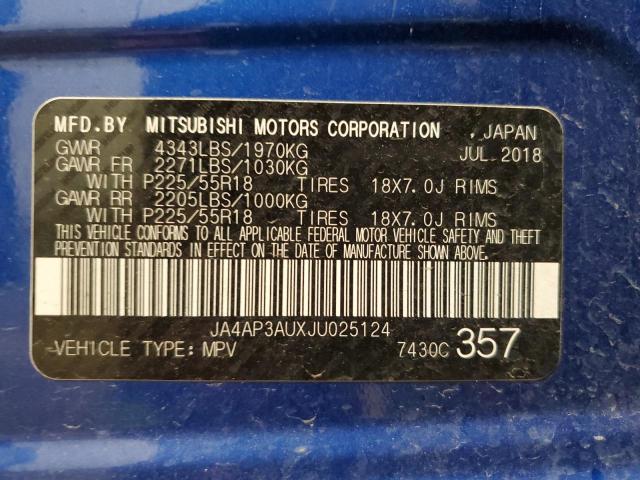 MFD.BY MITSUBISHI MOTORS CORPORATION , JAPAN
GVWR 4343LBS/1970KG JUL 2018
GAWR FR 2271LBS/1030KG
WITH P225/55R18 TIRES 18X7.0J RIMS
GAWR RR 2205LBS/1000KG
WITH P225/55R18 TIRES 18X7.0J RIMS
THIS VEHICLE CONFORMS TO ALL APPLICABLE FEDERAL MOTOR VEHICLE SAFETY AND THEFT
PREVENTION STANDARDS IN EFFECT ON THE DATE OF MANUFACTURE SHOWN ABOVE.
JA4AP3AUXJU025124
VEHICLE TYPE:MPV 7430C 357